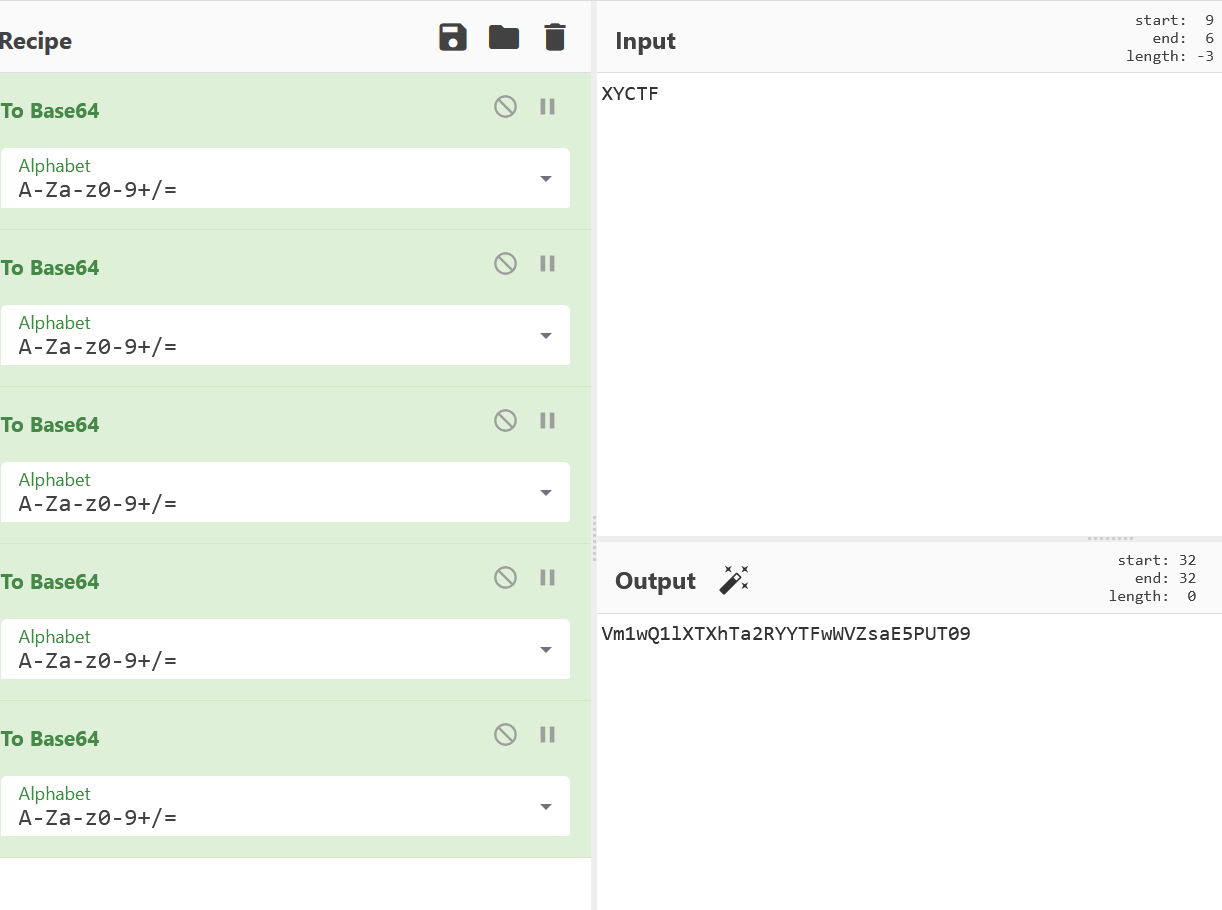 Recipe
To Base64
Alphabet
A-Za-z0-9+/=
To Base64
Alphabet
A-Za-z0-9+/=
To Base64
Alphabet
A-Za-z0-9+/=
To Base64
Alphabet
A-Za-z0-9+/=
To Base64
Alphabet
A-Za-z0-9+/=
Input
start: 9
end: 6
length: -3
XYCTF
Output
start: 32
end: 32
length: 0
Vm1wQ1lXTXhTa2RYYTFwWVZsaE5PUT09